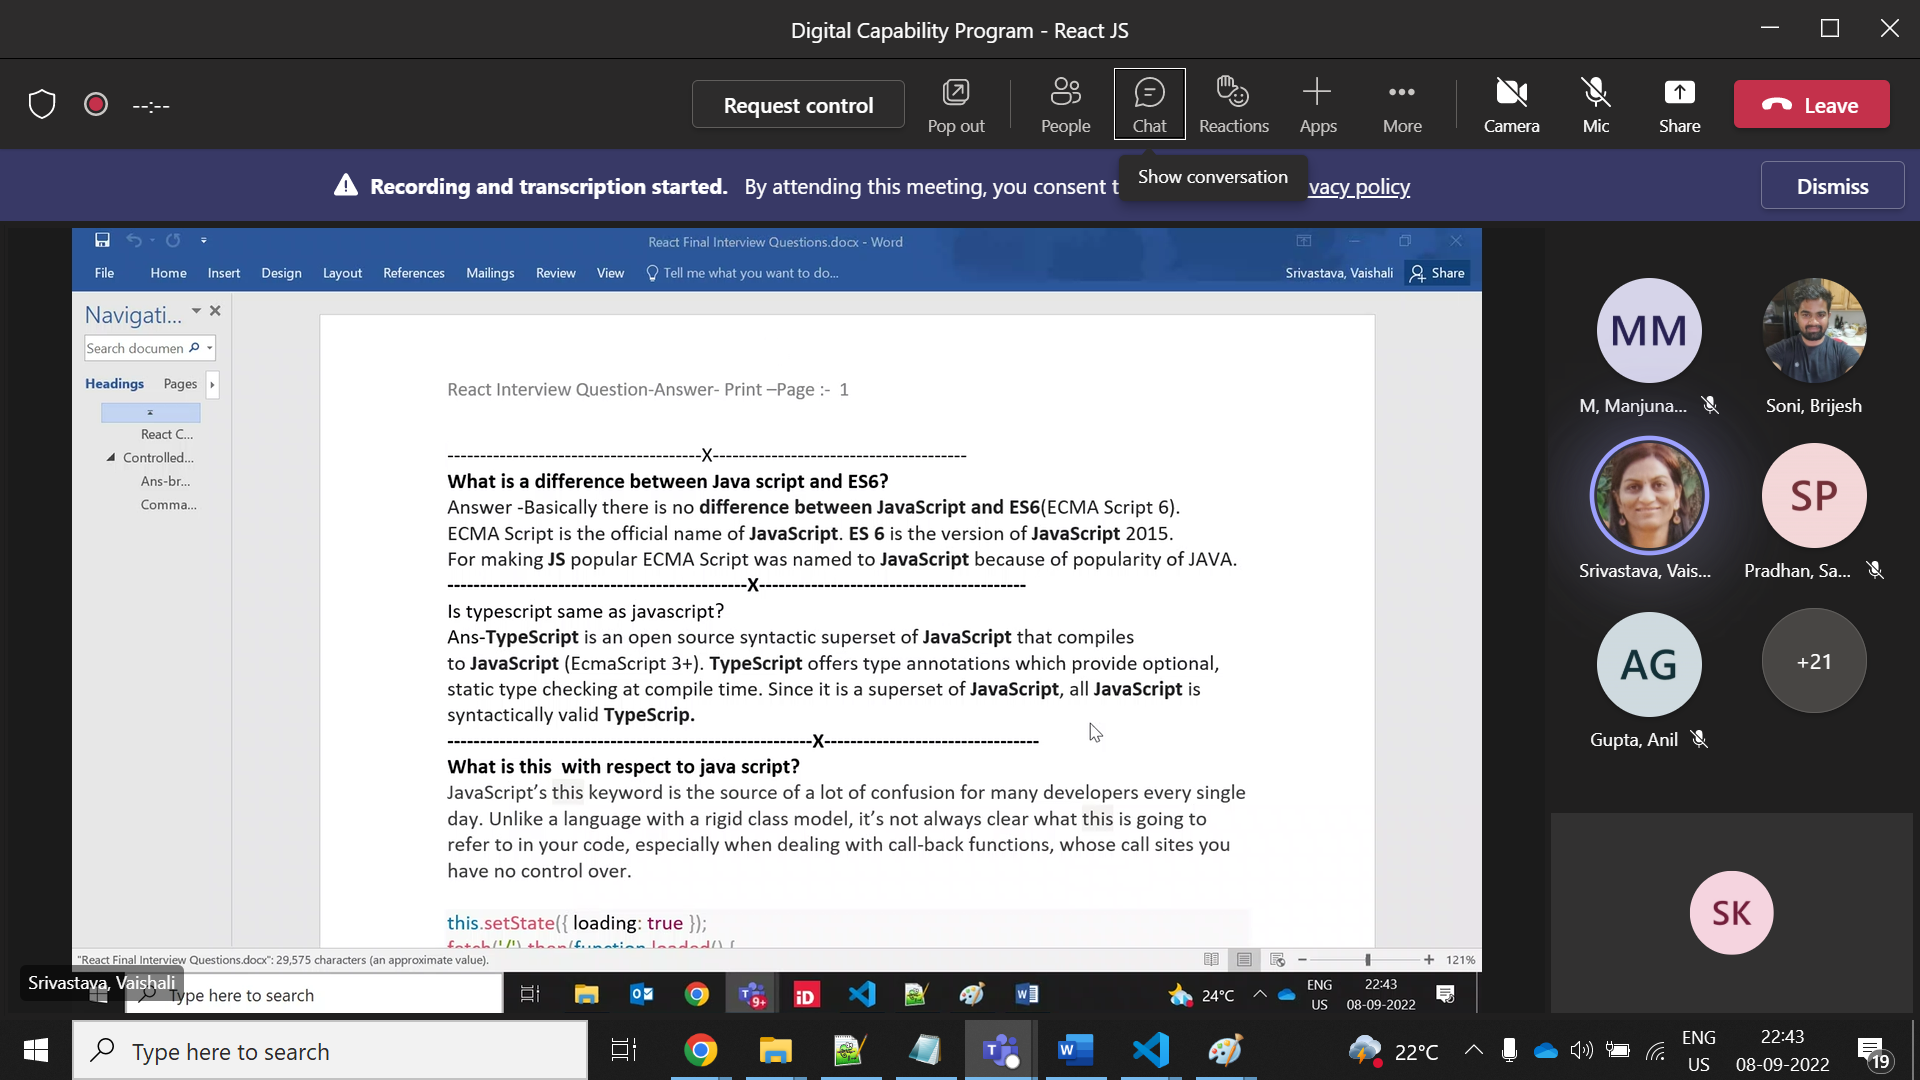 Digital Capability Program - React JS
--:--
Request control
Pop out
People
Chat
Reactions
Apps
More
Camera
Mic
Share
Leave
Recording and transcription started. By attending this meeting, you consent t
Show conversation
vacy policy
Dismiss
React Final Interview Questions.docx - Word
File Home Insert Design Layout References Mailings Review View Tell me what you want to do...
Srivastava, Vaishali Share
Navigati...
Search documen
Headings Pages
React C...
Controlled...
Ans-br...
Comma...
React Interview Question-Answer- Print –Page :- 1
---------------------------------------X---------------------------------------
What is a difference between Java script and ES6?
Answer -Basically there is no difference between JavaScript and ES6(ECMA Script 6).
ECMA Script is the official name of JavaScript. ES 6 is the version of JavaScript 2015.
For making JS popular ECMA Script was named to JavaScript because of popularity of JAVA.
----------------------------------------------X-----------------------------------------
Is typescript same as javascript?
Ans-TypeScript is an open source syntactic superset of JavaScript that compiles
to JavaScript (EcmaScript 3+). TypeScript offers type annotations which provide optional,
static type checking at compile time. Since it is a superset of JavaScript, all JavaScript is
syntactically valid TypeScrip.
--------------------------------------------------------X---------------------------------
What is this  with respect to java script?
JavaScript’s this keyword is the source of a lot of confusion for many developers every single
day. Unlike a language with a rigid class model, it’s not always clear what this is going to
refer to in your code, especially when dealing with call-back functions, whose call sites you
have no control over.
this.setState({ loading: true });
fetch('/').then(function loaded() {
"React Final Interview Questions.docx": 29,575 characters (an approximate value).
121%
Srivastava, Vaishali
Type here to search
9+
iD
24°C
ENG
US
22:43
08-09-2022
MM
M, Manjuna...
Soni, Brijesh
Srivastava, Vais...
SP
Pradhan, Sa...
AG
Gupta, Anil
+21
SK
Type here to search
22°C
ENG
US
22:43
08-09-2022
19